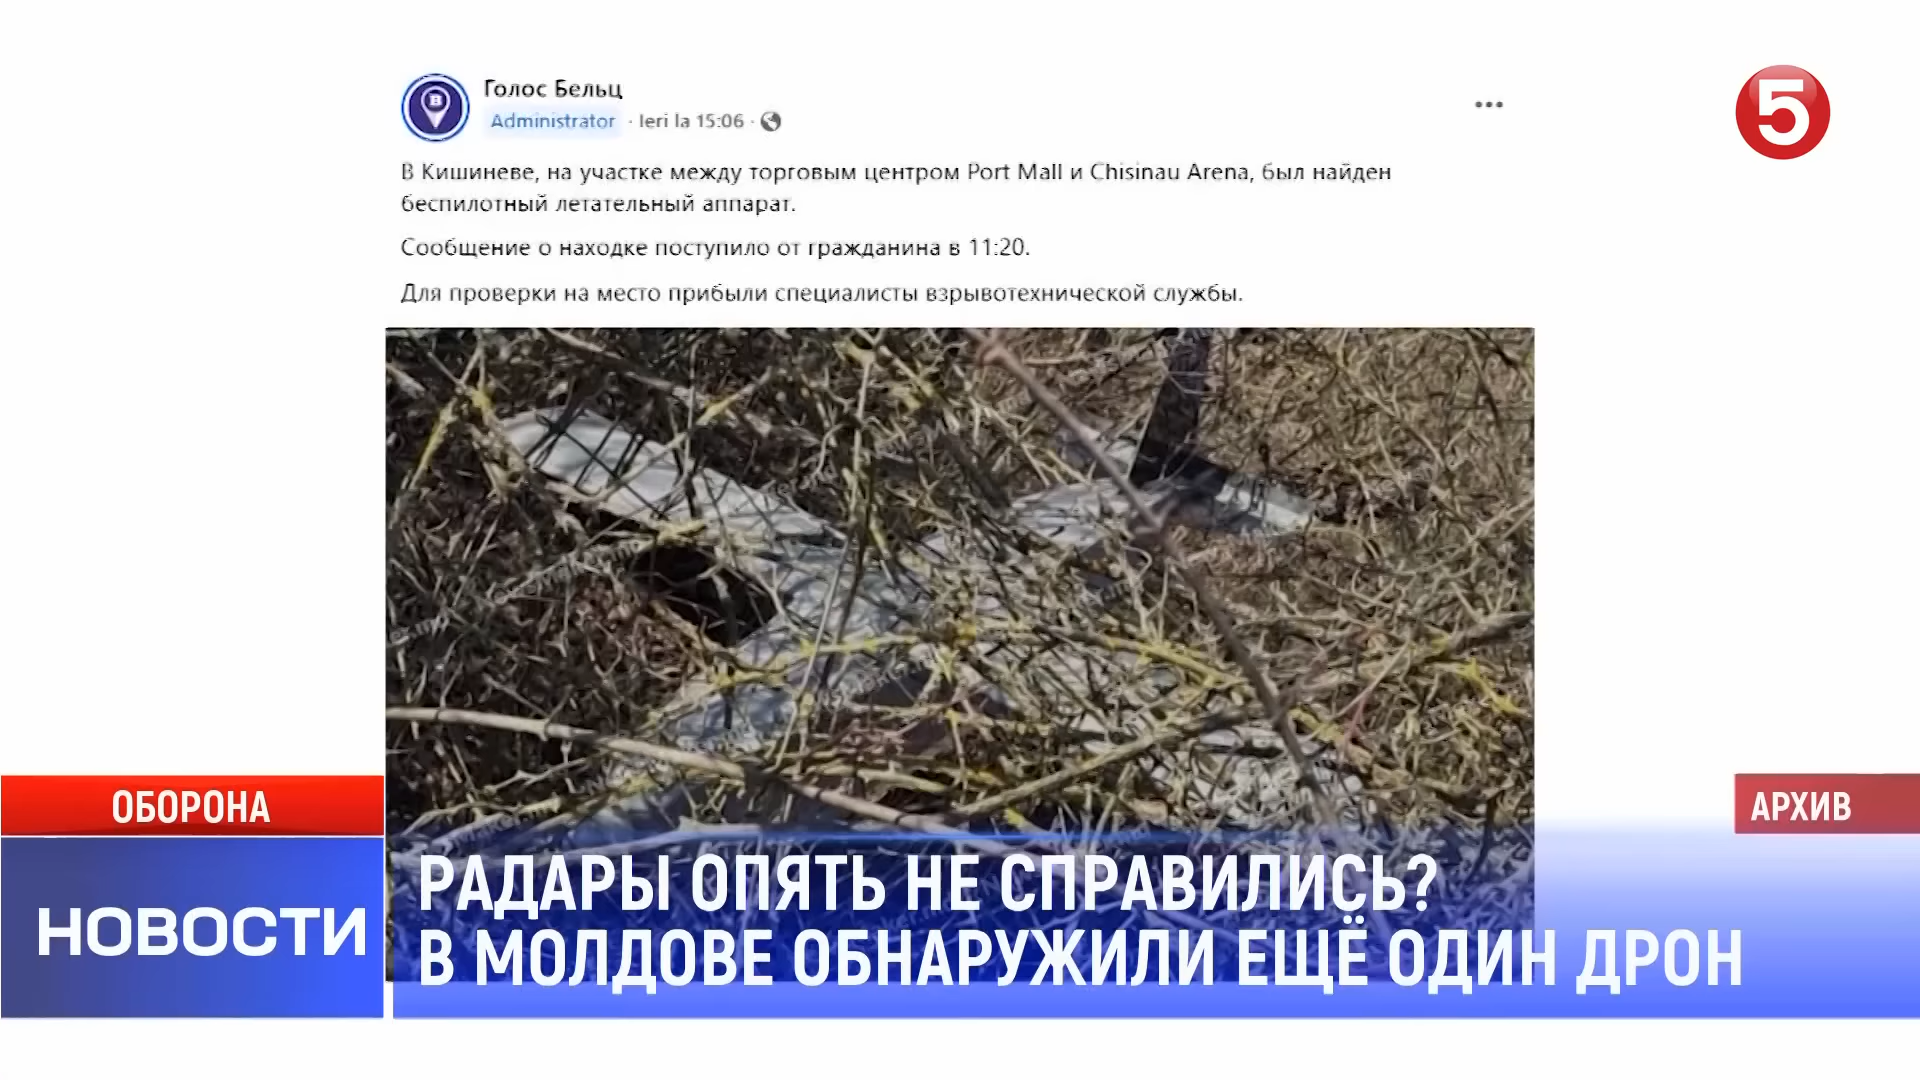 Голос Бельц
Administrator · Ieri la 15:06 ·
5
В Кишиневе, на участке между торговым центром Port Mall и Chisinau Arena, был найден
беспилотный летательный аппарат.
Сообщение о находке поступило от гражданина в 11:20.
Для проверки на место прибыли специалисты взрывотехнической службы.
ОБОРОНА
АРХИВ
НОВОСТИ
РАДАРЫ ОПЯТЬ НЕ СПРАВИЛИСЬ?
В МОЛДОВЕ ОБНАРУЖИЛИ ЕЩЁ ОДИН ДРОН